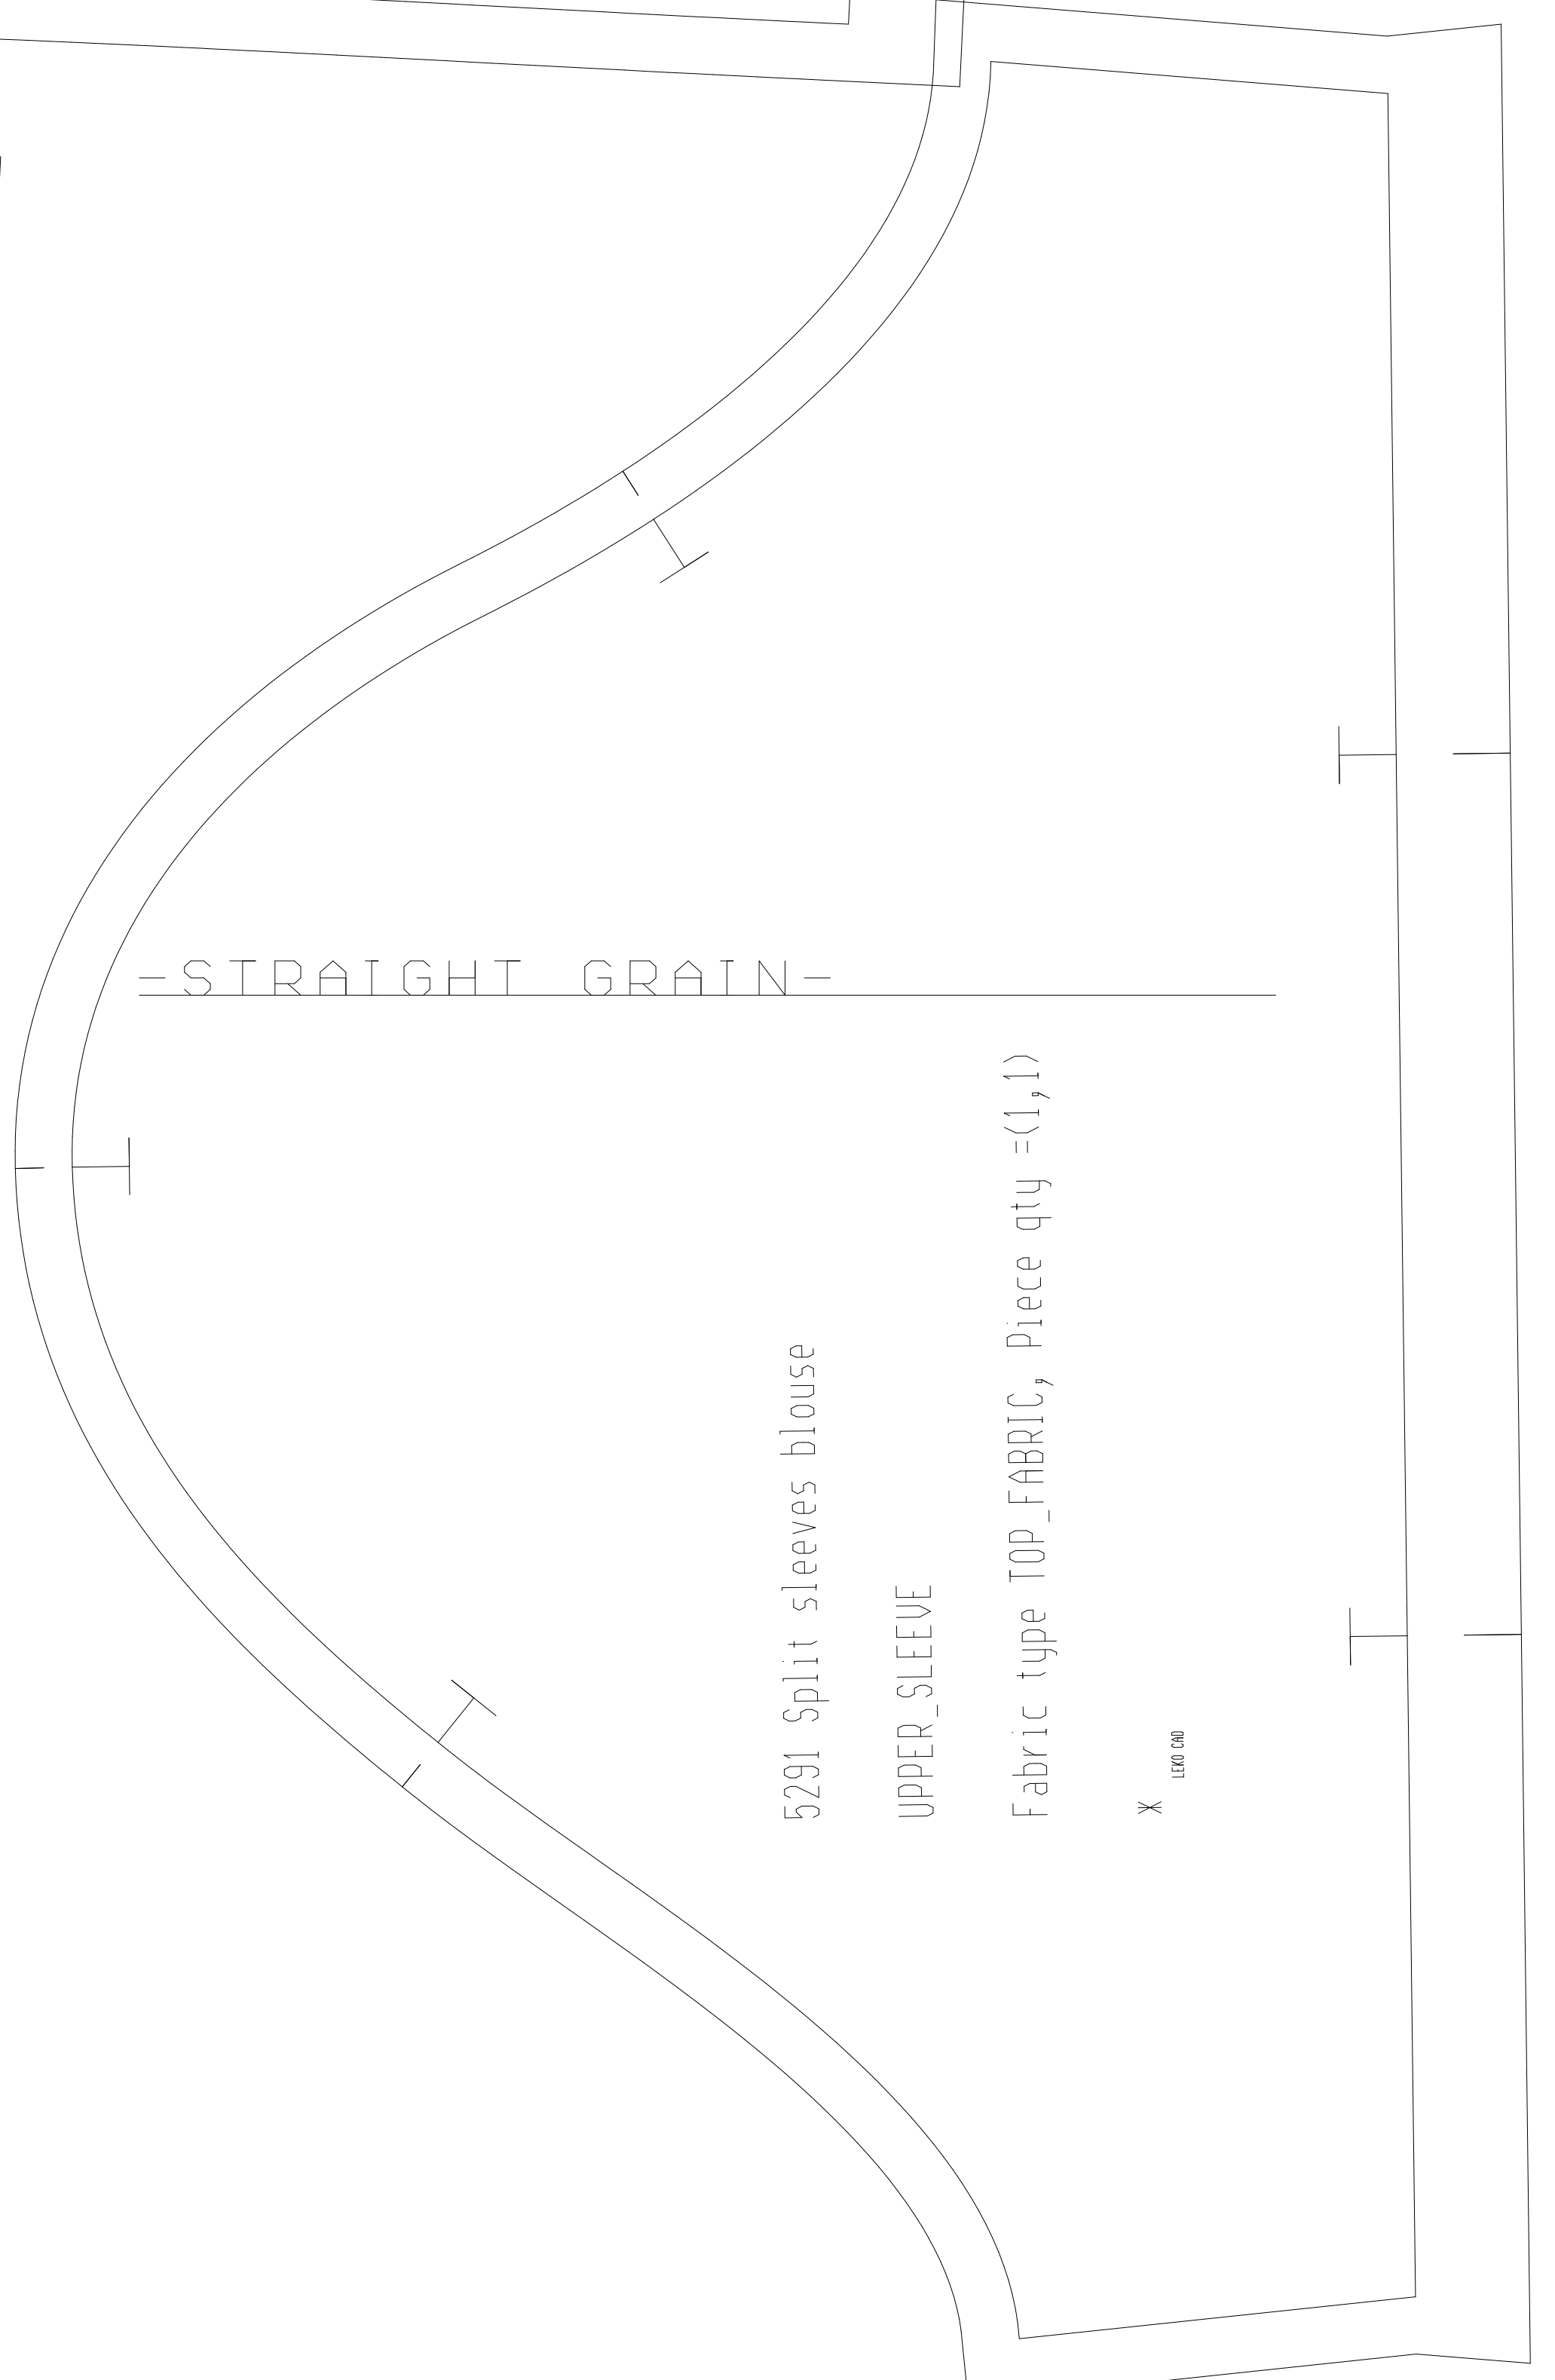 -STRAIGHT GRAIN-
5291 Split sleeves blouse
UPPER_SLEEVE
Fabric type TOP_FABRIC, Piece qty =(1,1)
*
LEKO CAD